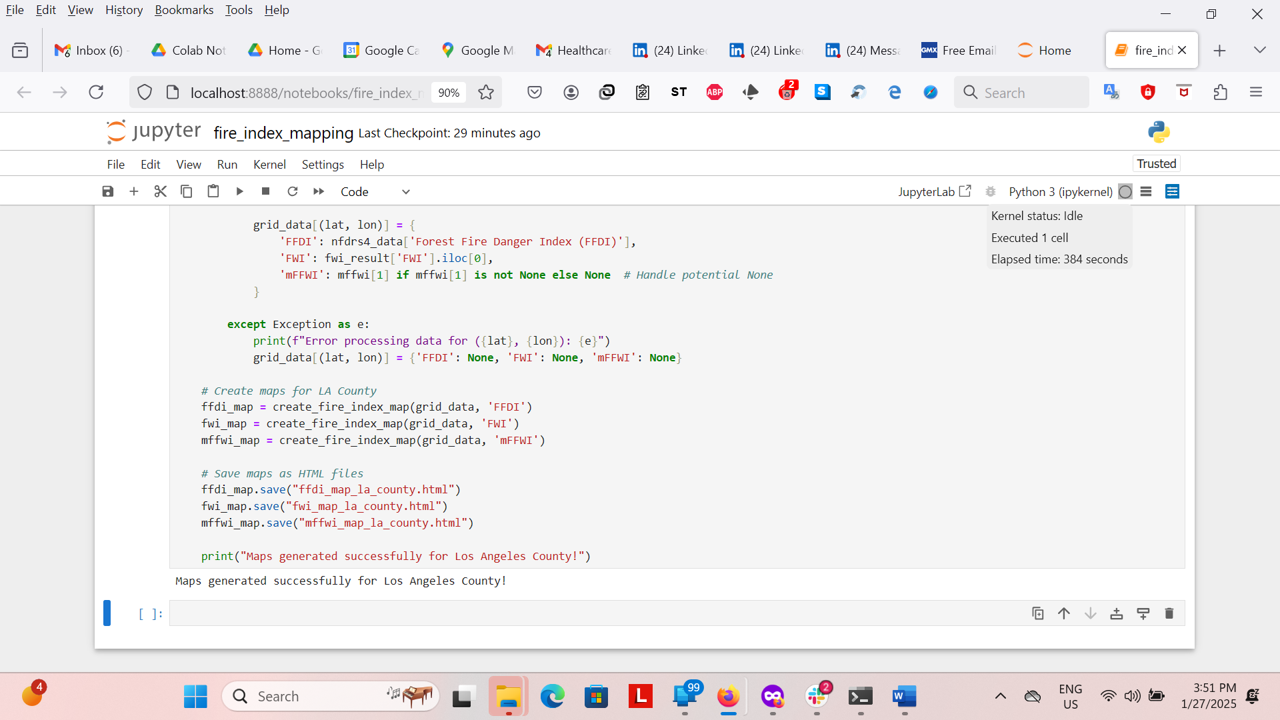 File Edit View History Bookmarks Tools Help
Inbox (6) Colab Not Home - G Google Ca Google M Healthcar (24) Linke (24) Linke (24) Mess Free Email Home fire_ind
localhost:8888/notebooks/fire_index_ 90% Search
jupyter fire_index_mapping Last Checkpoint: 29 minutes ago
File Edit View Run Kernel Settings Help Trusted
Code JupyterLab Python 3 (ipykernel)
Kernel status: Idle
Executed 1 cell
Elapsed time: 384 seconds
grid_data[(lat, lon)] = {
'FFDI': nfdrs4_data['Forest Fire Danger Index (FFDI)'],
'FWI': fwi_result['FWI'].iloc[0],
'mFFWI': mffwi[1] if mffwi[1] is not None else None # Handle potential None
}
except Exception as e:
print(f"Error processing data for ({lat}, {lon}): {e}")
grid_data[(lat, lon)] = {'FFDI': None, 'FWI': None, 'mFFWI': None}
# Create maps for LA County
ffdi_map = create_fire_index_map(grid_data, 'FFDI')
fwi_map = create_fire_index_map(grid_data, 'FWI')
mffwi_map = create_fire_index_map(grid_data, 'mFFWI')
# Save maps as HTML files
ffdi_map.save("ffdi_map_la_county.html")
fwi_map.save("fwi_map_la_county.html")
mffwi_map.save("mffwi_map_la_county.html")
print("Maps generated successfully for Los Angeles County!")
Maps generated successfully for Los Angeles County!
[ ]:
4 Search L 99 2 ENG US 3:51 PM 1/27/2025